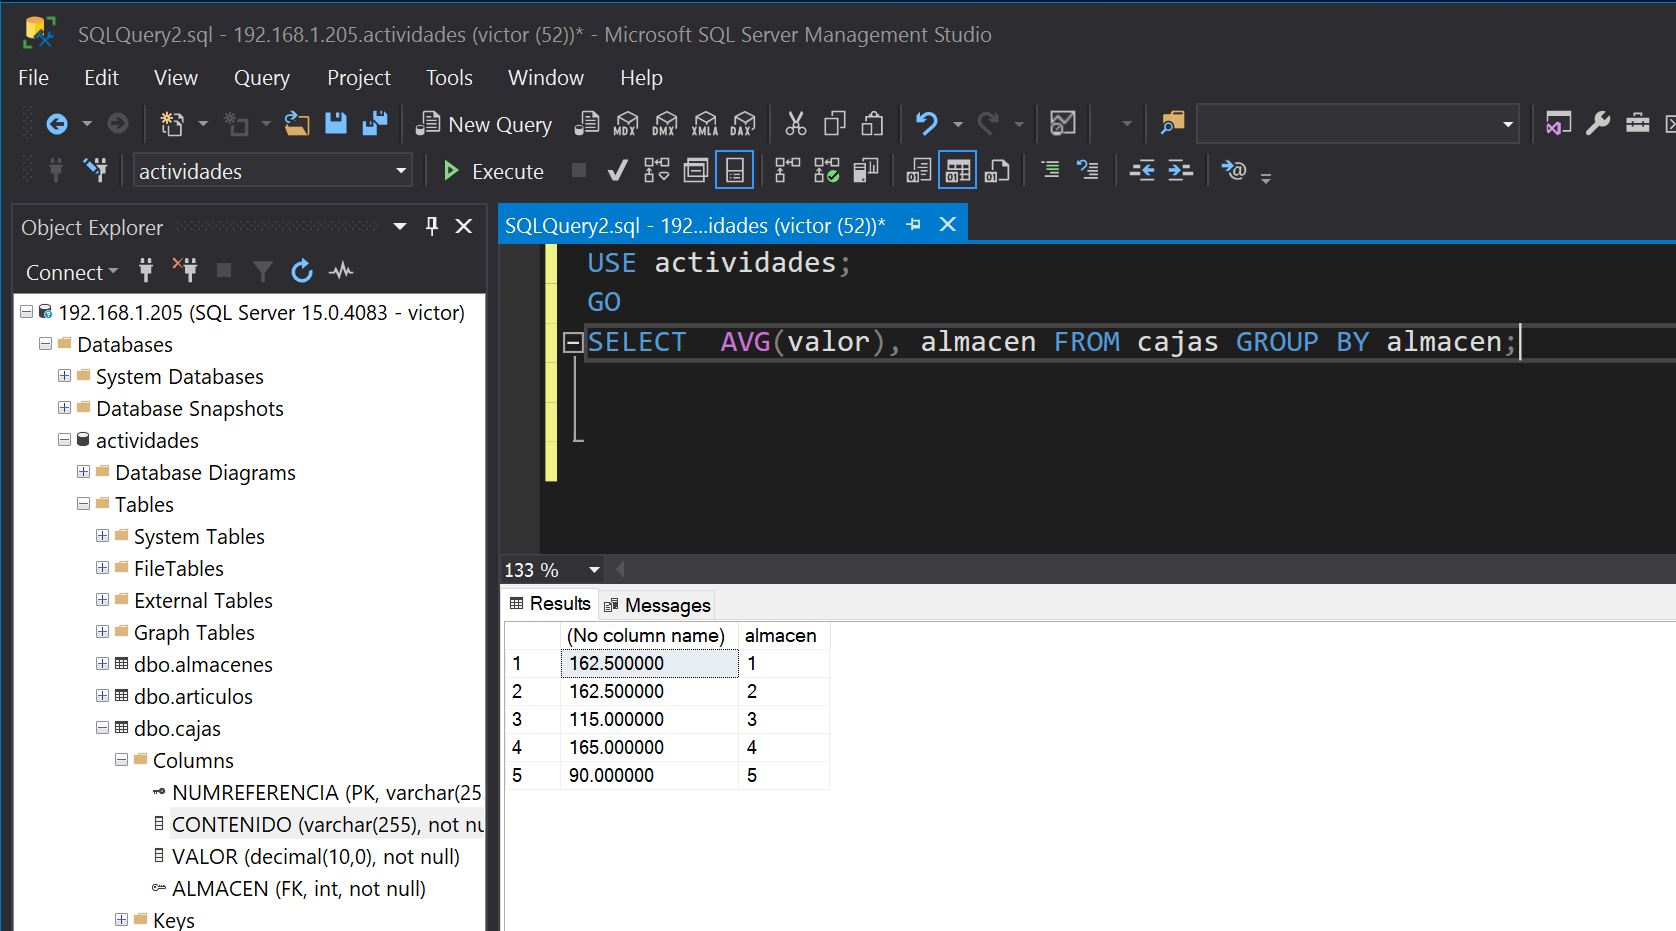 SQLQuery2.sql - 192.168.1.205.actividades (victor (52))* - Microsoft SQL Server Management Studio
File Edit View Query Project Tools Window Help
New Query MDX DMX XMLA DAX
actividades Execute
Object Explorer
Connect
192.168.1.205 (SQL Server 15.0.4083 - victor)
Databases
System Databases
Database Snapshots
actividades
Database Diagrams
Tables
System Tables
FileTables
External Tables
Graph Tables
dbo.almacenes
dbo.articulos
dbo.cajas
Columns
NUMREFERENCIA (PK, varchar(25
CONTENIDO (varchar(255), not nu
VALOR (decimal(10,0), not null)
ALMACEN (FK, int, not null)
Keys
SQLQuery2.sql - 192...idades (victor (52))*
USE actividades;
GO
SELECT  AVG(valor), almacen FROM cajas GROUP BY almacen;
133 %
Results Messages
(No column name) almacen
1 162.500000 1
2 162.500000 2
3 115.000000 3
4 165.000000 4
5 90.000000 5